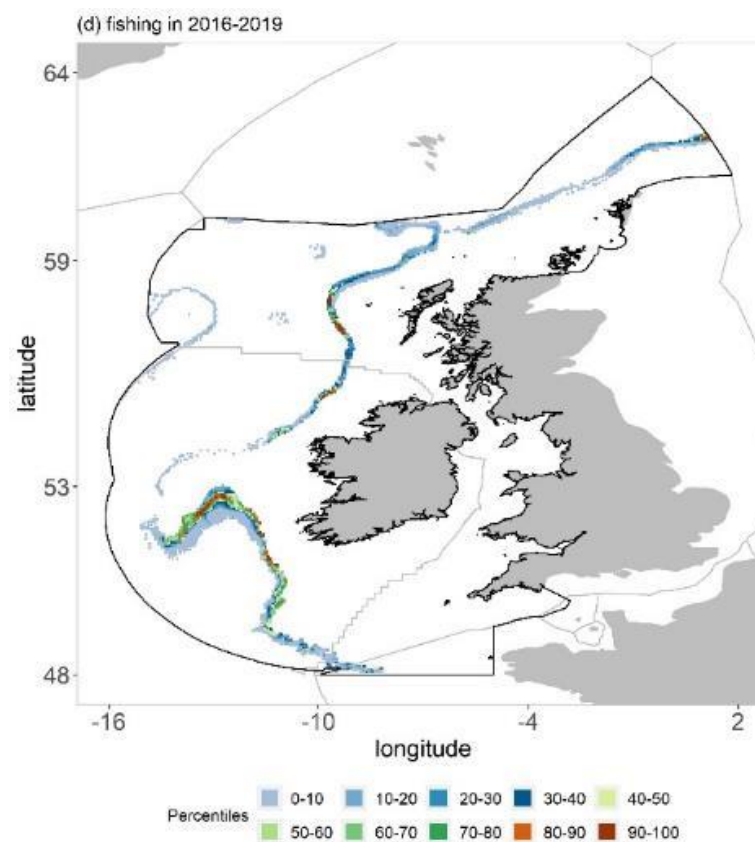 (d) fishing in 2016-2019
64
59
53
48
latitude
-16 -10 -4 2
longitude
Percentiles
0-10 10-20 20-30 30-40 40-50
50-60 60-70 70-80 80-90 90-100